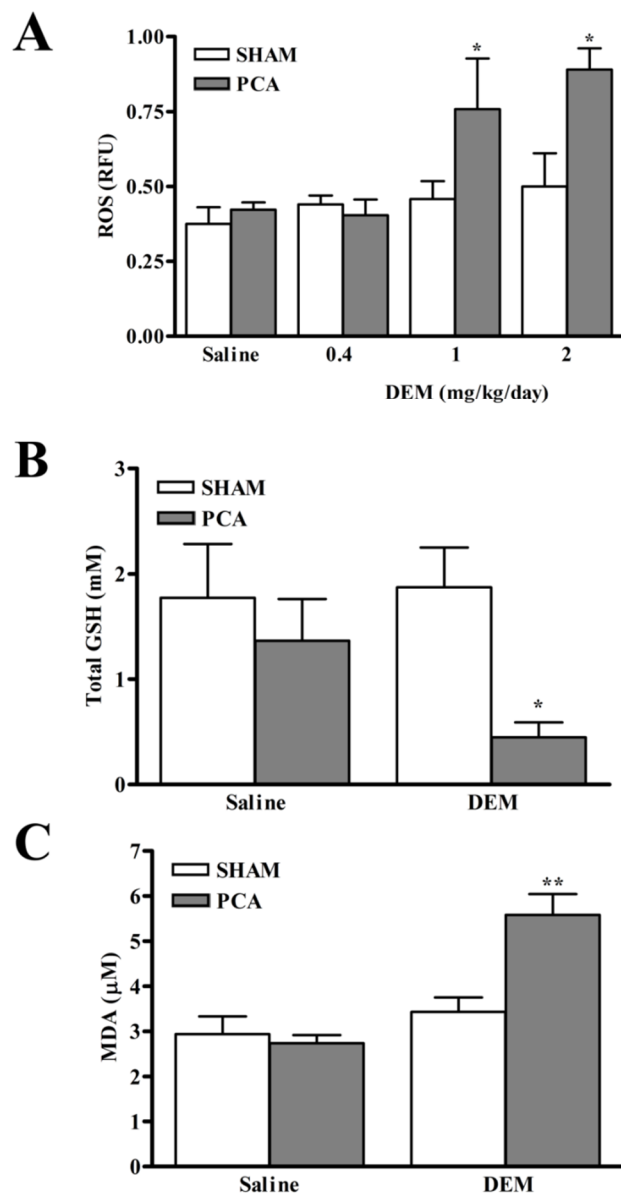 A
1.00
SHAM
PCA
*
*
0.75
ROS (RFU)
0.50
0.25
0.00
Saline 0.4 1 2
DEM (mg/kg/day)
B
3
SHAM
PCA
2
Total GSH (mM)
1
*
0
Saline DEM
C
7
SHAM
PCA
**
6
5
4
MDA (μM)
3
2
1
0
Saline DEM